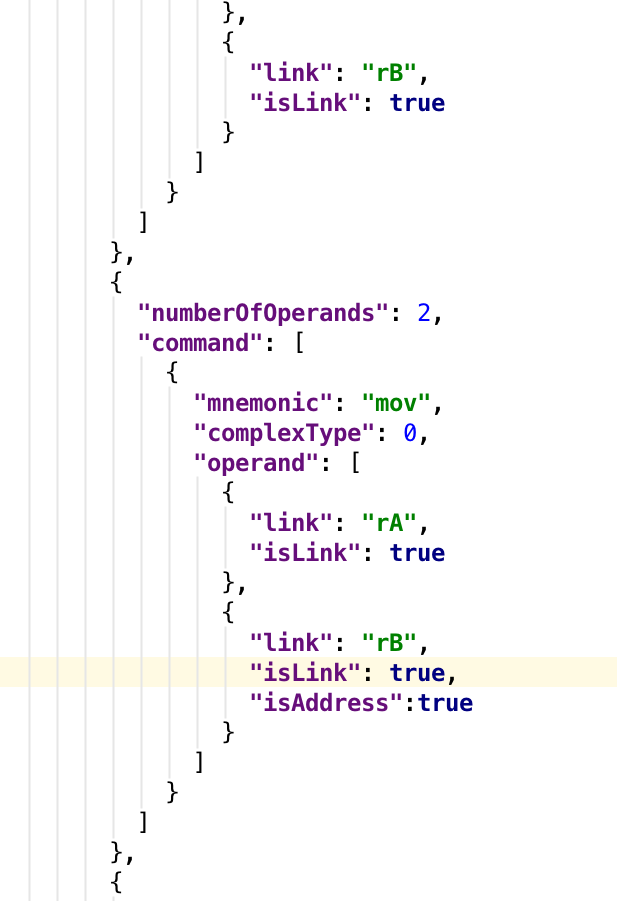 },
{
"link": "rB",
"isLink": true
}
]
}
]
},
{
"numberOfOperands": 2,
"command": [
{
"mnemonic": "mov",
"complexType": 0,
"operand": [
{
"link": "rA",
"isLink": true
},
{
"link": "rB",
"isLink": true,
"isAddress":true
}
]
}
]
},
{